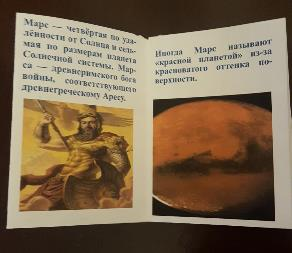 Марс — четвёртая по уда-
лённости от Солнца и седь-
мая по размерам планета
Солнечной системы. Мар-
са — древнеримского бога
войны, соответствующего
древнегреческому Аресу.
Иногда Марс называют
«красной планетой» из-за
красноватого оттенка по-
верхности.